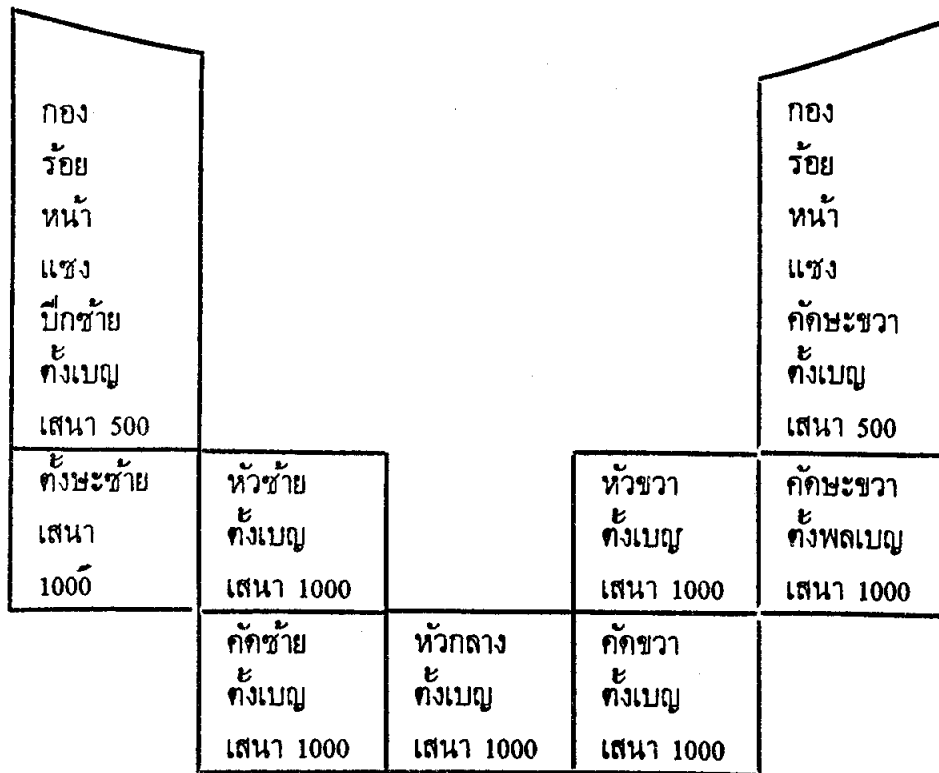 กอง
ร้อย
หน้า
แซง
ปีกซ้าย
ตั้งเบญ
เสนา 500
กอง
ร้อย
หน้า
แซง
คัดษะขวา
ตั้งเบญ
เสนา 500
ตั้งษะซ้าย
เสนา
1000
หัวซ้าย
ตั้งเบญ
เสนา 1000
หัวขวา
ตั้งเบญ
เสนา 1000
คัดษะขวา
ตั้งพลเบญ
เสนา 1000
คัดซ้าย
ตั้งเบญ
เสนา 1000
หัวกลาง
ตั้งเบญ
เสนา 1000
คัดขวา
ตั้งเบญ
เสนา 1000